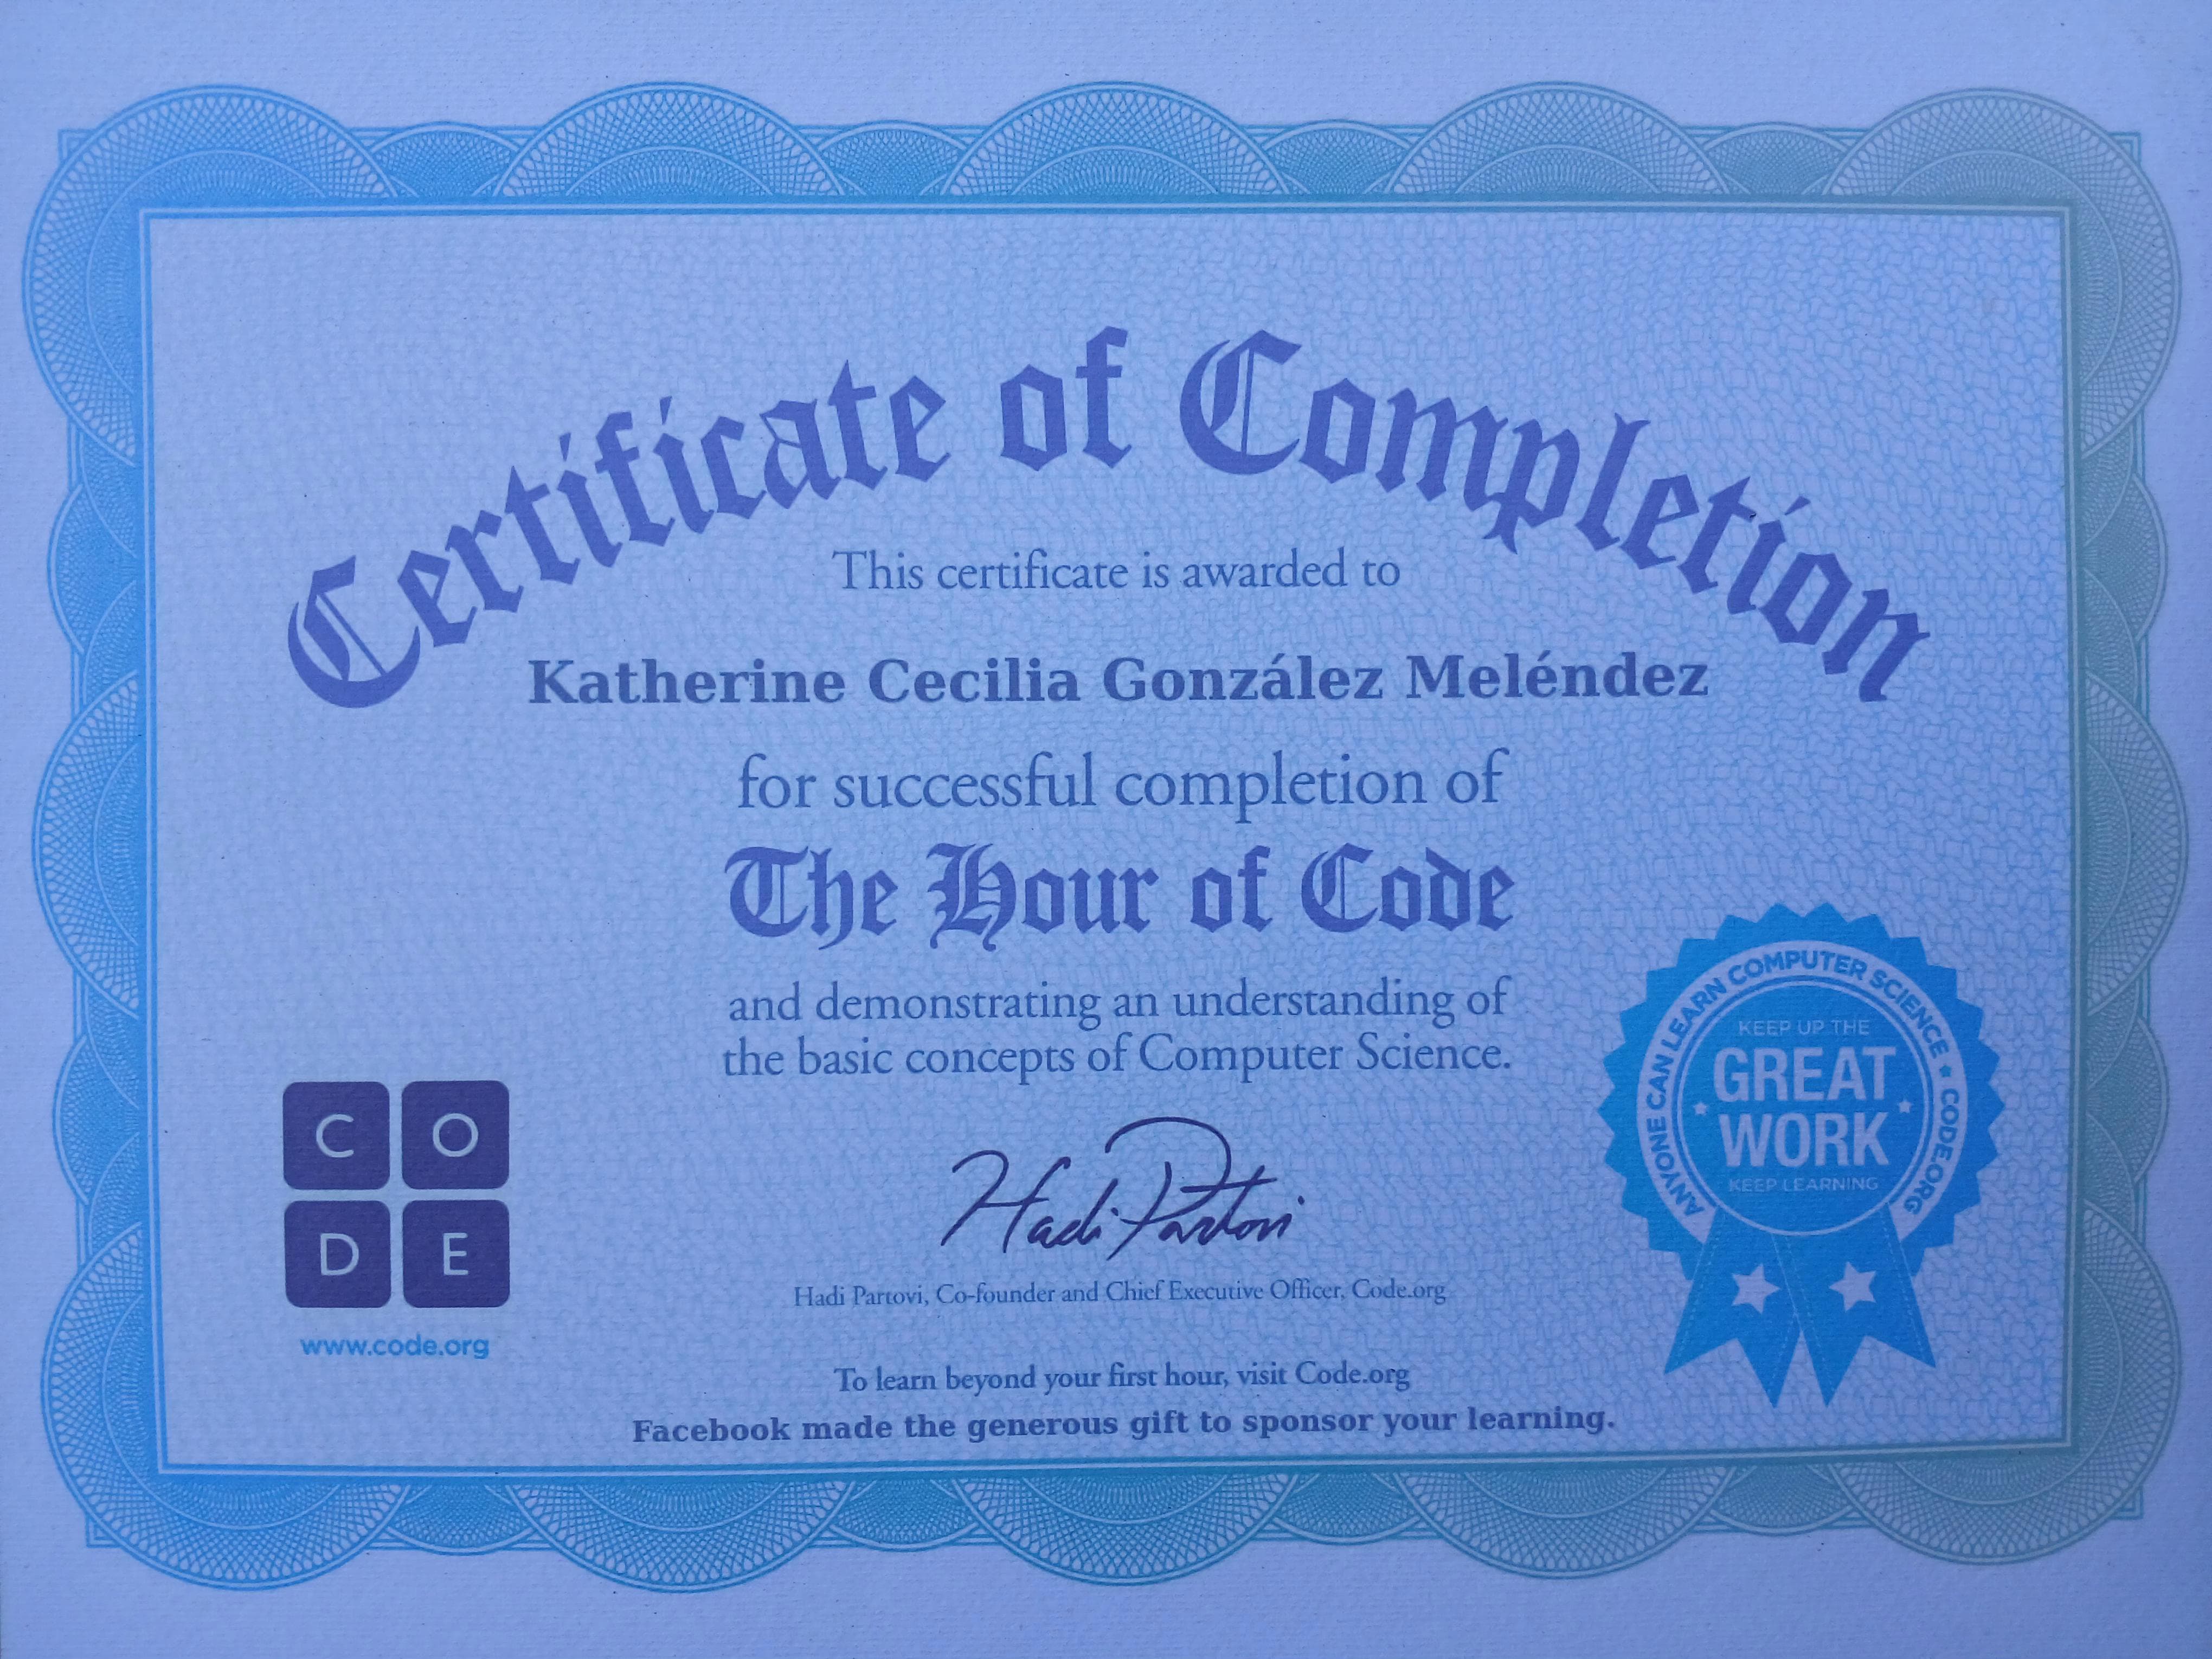 Certificate of Completion
This certificate is awarded to
Katherine Cecilia González Meléndez
for successful completion of
The Hour of Code
and demonstrating an understanding of
the basic concepts of Computer Science.
C O
D E
www.code.org
Hadi Partovi
Hadi Partovi, Co-founder and Chief Executive Officer, Code.org
To learn beyond your first hour, visit Code.org
Facebook made the generous gift to sponsor your learning.
ANYONE CAN LEARN COMPUTER SCIENCE ★ CODE.ORG
KEEP UP THE
GREAT
★ WORK ★
KEEP LEARNING